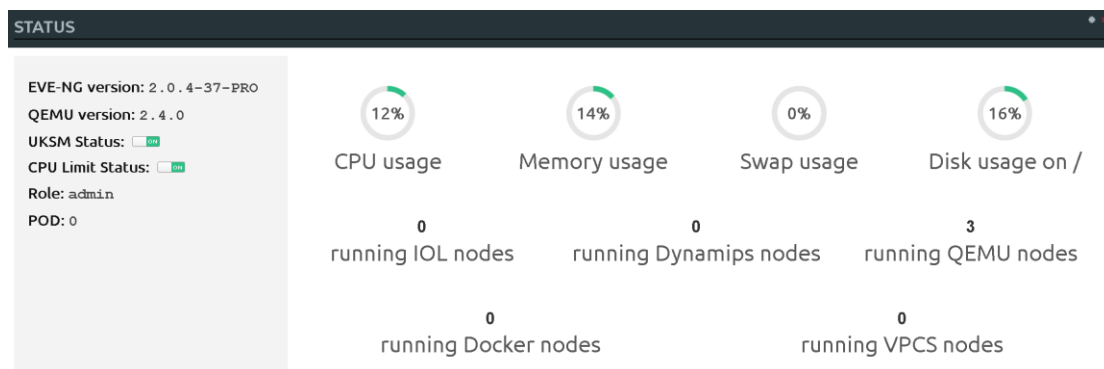 STATUS
EVE-NG version: 2.0.4-37-PRO
QEMU version: 2.4.0
UKSM Status: ON
CPU Limit Status: ON
Role: admin
POD: 0
12%
14%
0%
16%
CPU usage
Memory usage
Swap usage
Disk usage on /
0
0
3
running IOL nodes
running Dynamips nodes
running QEMU nodes
0
0
running Docker nodes
running VPCS nodes